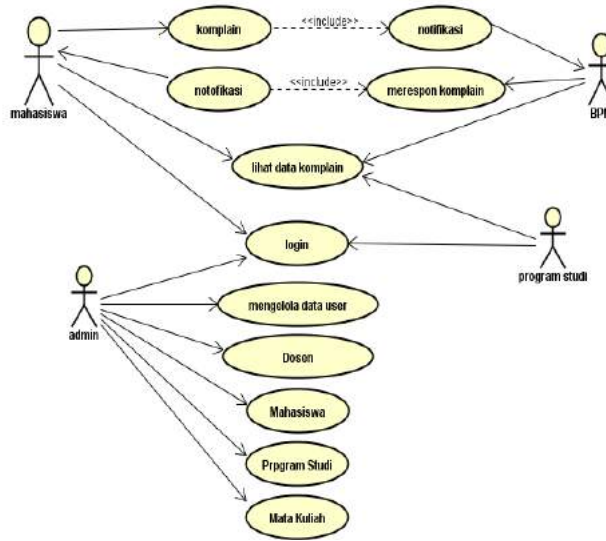 komplain
<<include>>
notifikasi
notofikasi
<<include>>
merespon komplain
mahasiswa
BPM
lihat data komplain
login
program studi
mengelola data user
admin
Doson
Mahasiswa
Prpgram Studi
Mata Kuliah